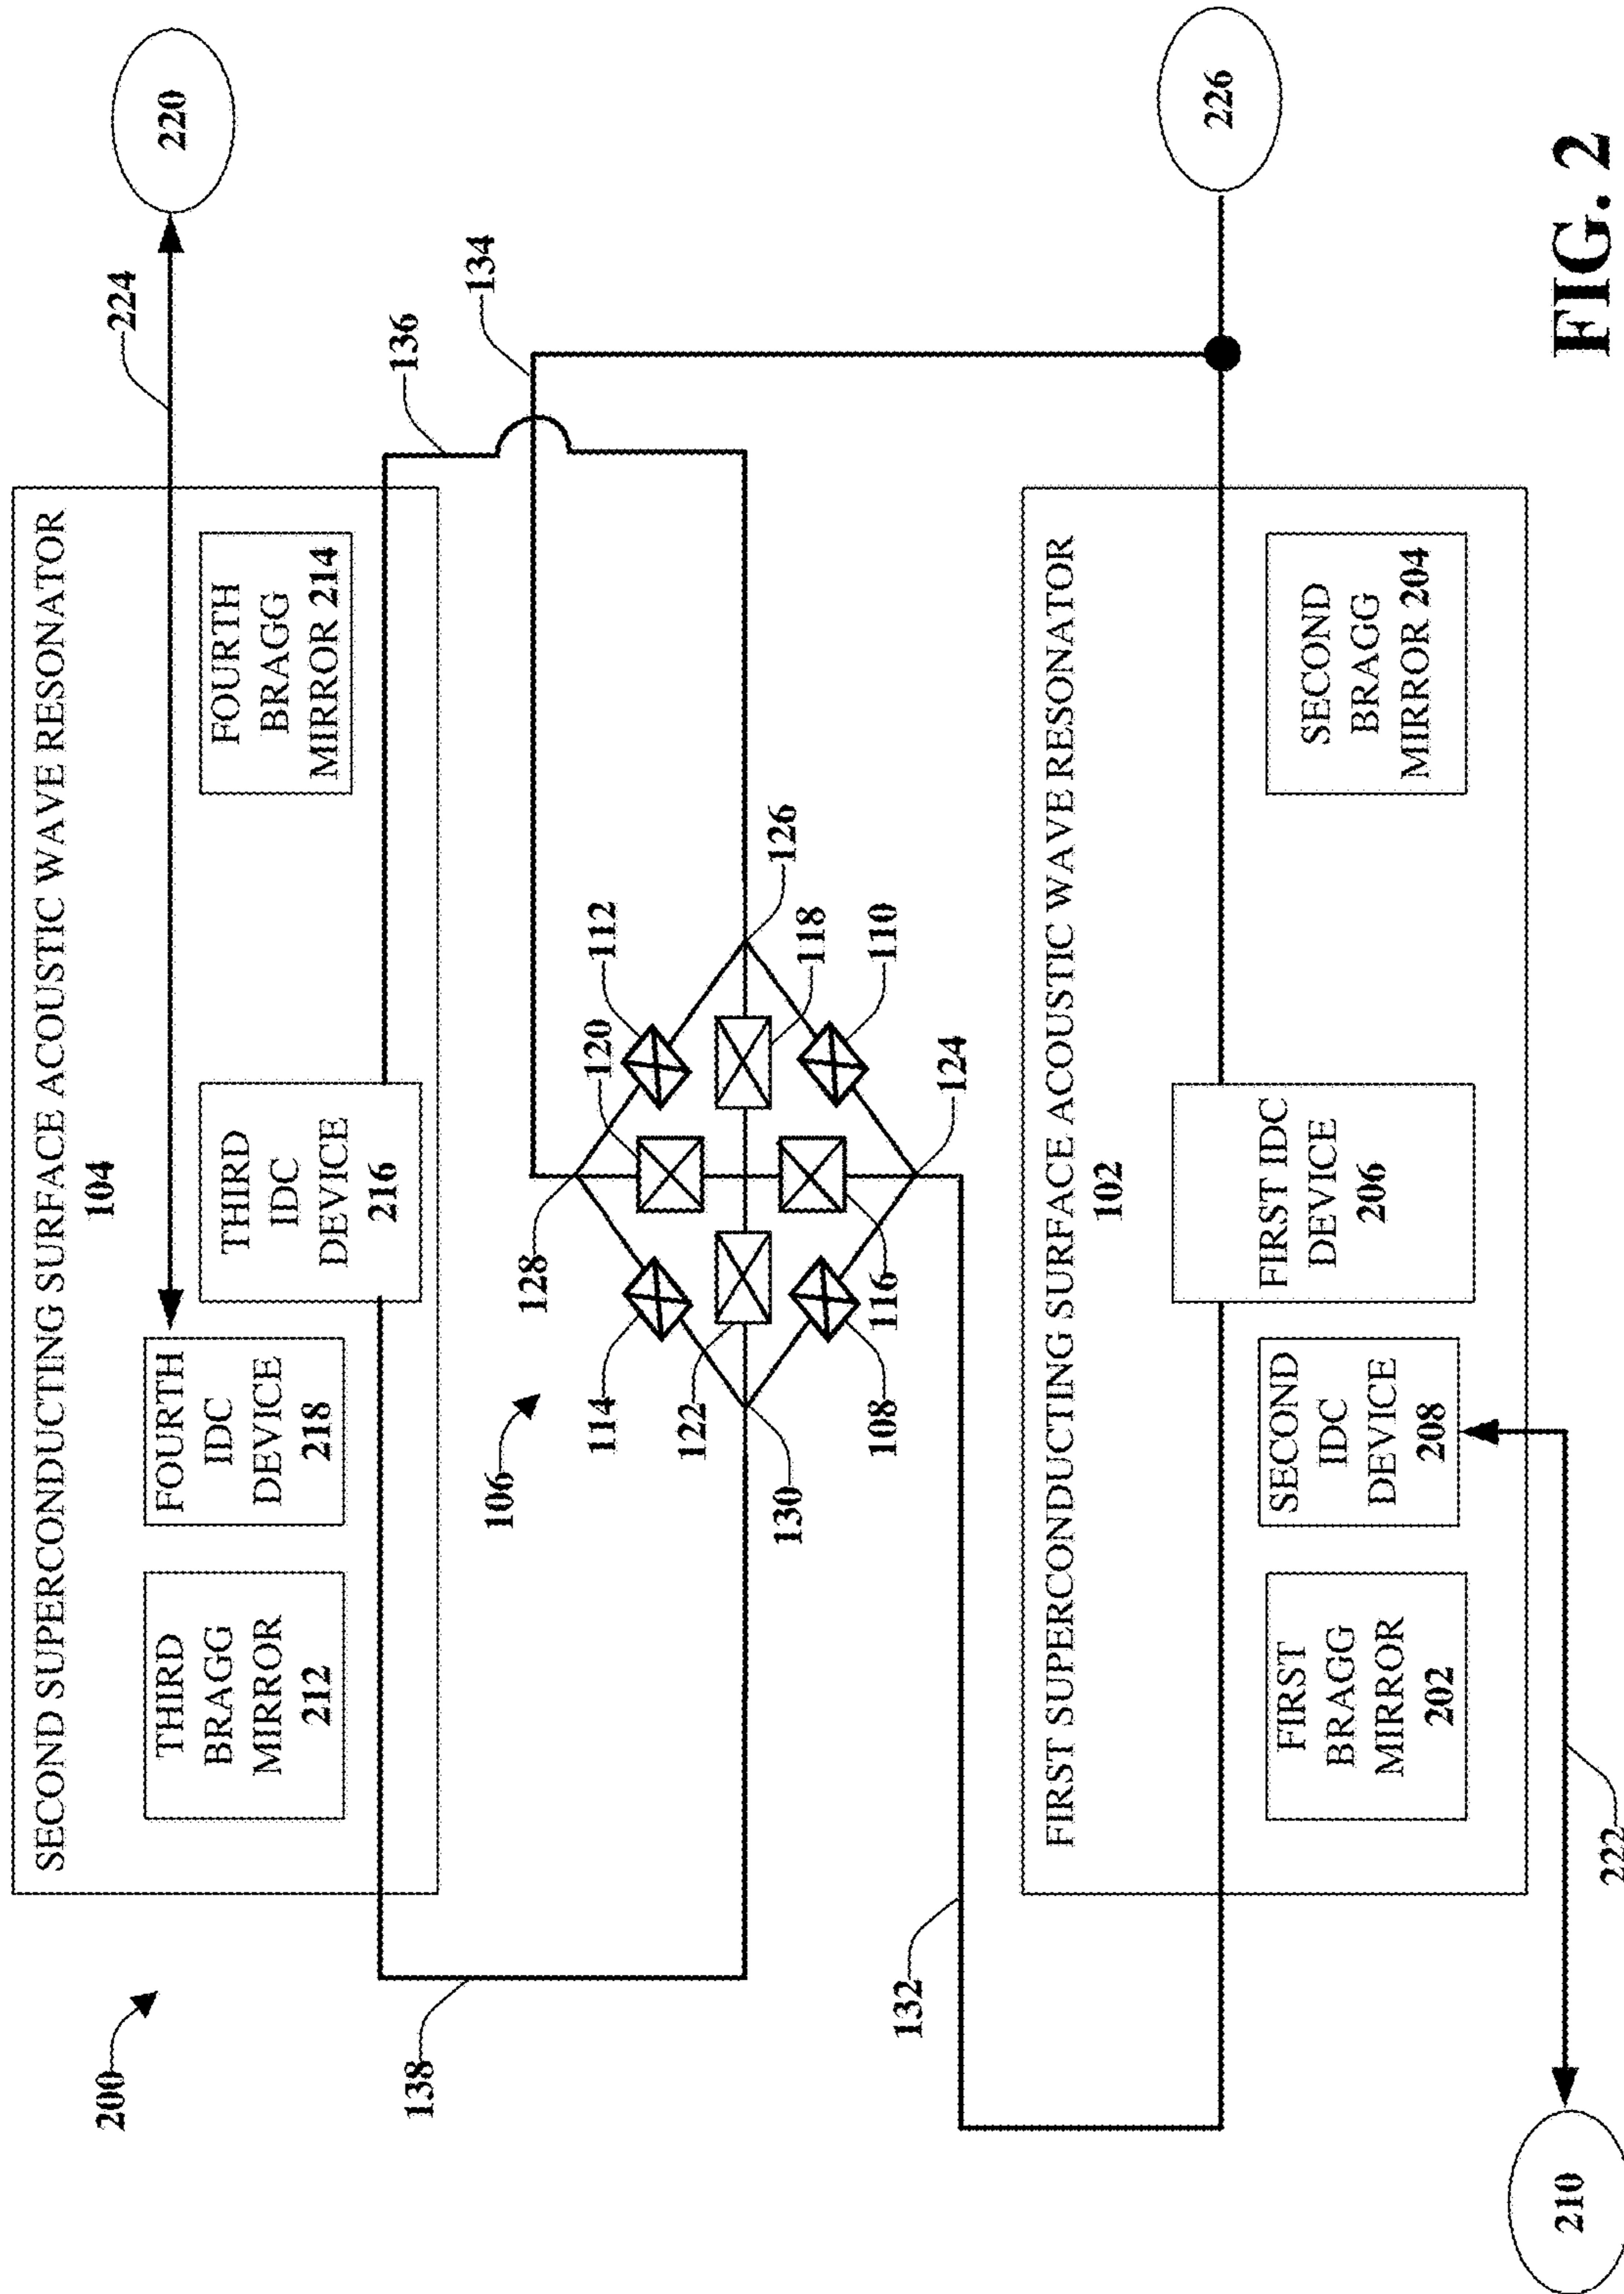 200
SECOND SUPERCONDUCTING SURFACE ACOUSTIC WAVE RESONATOR
104
224
220
THIRD
BRAGG
MIRROR
212
FOURTH
IDC
DEVICE
218
THIRD
IDC
DEVICE
216
FOURTH
BRAGG
MIRROR 214
138
136
134
106
128
120
112
114
122
130
126
118
108
116
110
124
132
FIRST SUPERCONDUCTING SURFACE ACOUSTIC WAVE RESONATOR
102
226
FIRST
BRAGG
MIRROR
202
SECOND
IDC
DEVICE
208
FIRST IDC
DEVICE
206
SECOND
BRAGG
MIRROR 204
210
222
FIG. 2